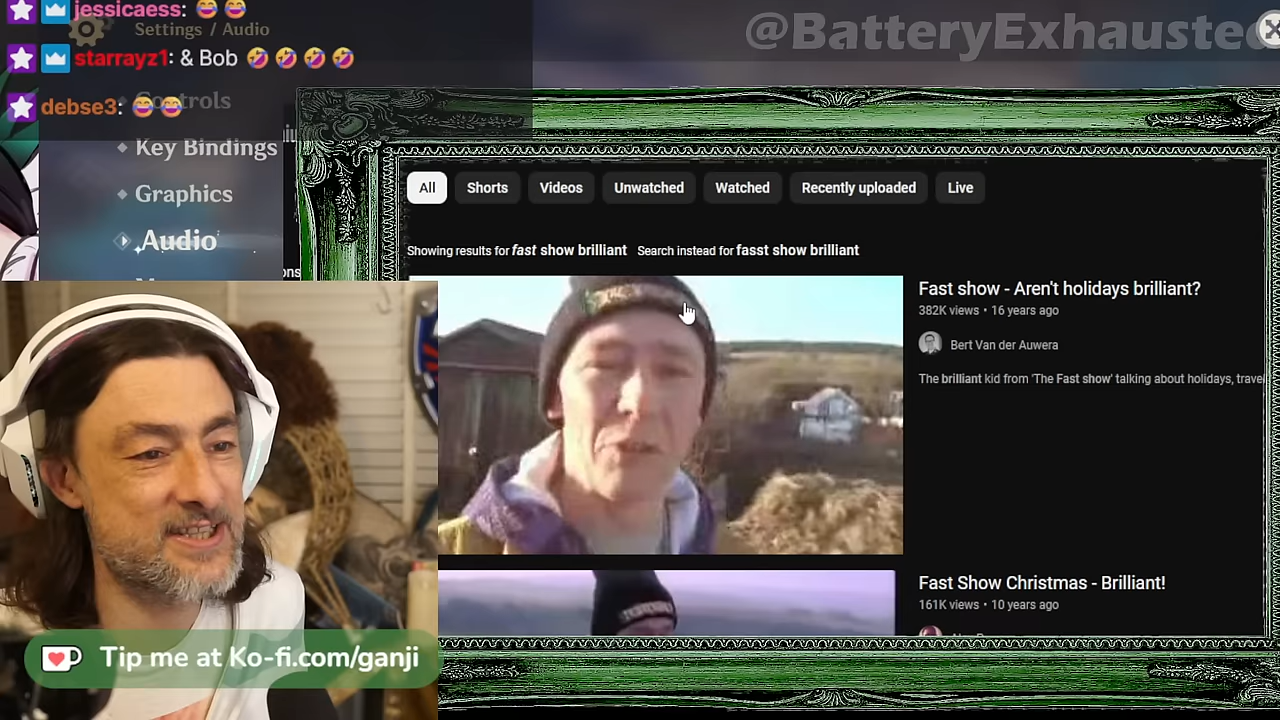 jessicaess: 😂 😂
Settings / Audio
@BatteryExhausted
starrayz1: & Bob 🤣 🤣 🤣 🤣
debse3: 😂 😂
Controls
Key Bindings
Graphics
Audio
All Shorts Videos Unwatched Watched Recently uploaded Live
Showing results for fast show brilliant Search instead for fasst show brilliant
Fast show - Aren't holidays brilliant?
382K views • 16 years ago
Bert Van der Auwera
The brilliant kid from 'The Fast show' talking about holidays,
Fast Show Christmas - Brilliant!
161K views • 10 years ago
Tip me at Ko-fi.com/ganji